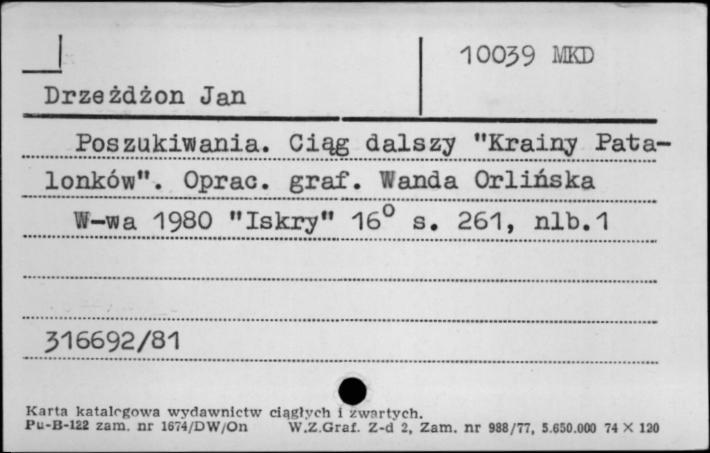 10039 MKD
Drzeżdżon Jan
Poszukiwania. Ciąg dalszy "Krainy Pata-
lonków". Oprac. graf. Wanda Orlińska
W-wa 1980 "Iskry" 16° s. 261, nlb.1
316692/81
Karta katalogowa wydawnictw ciągłych i zwartych.
Pu-B-122 zam. nr 1674/DW/On W.Z.Graf. Z-d 2, Zam. nr 988/77, 5.650.000 74 × 120